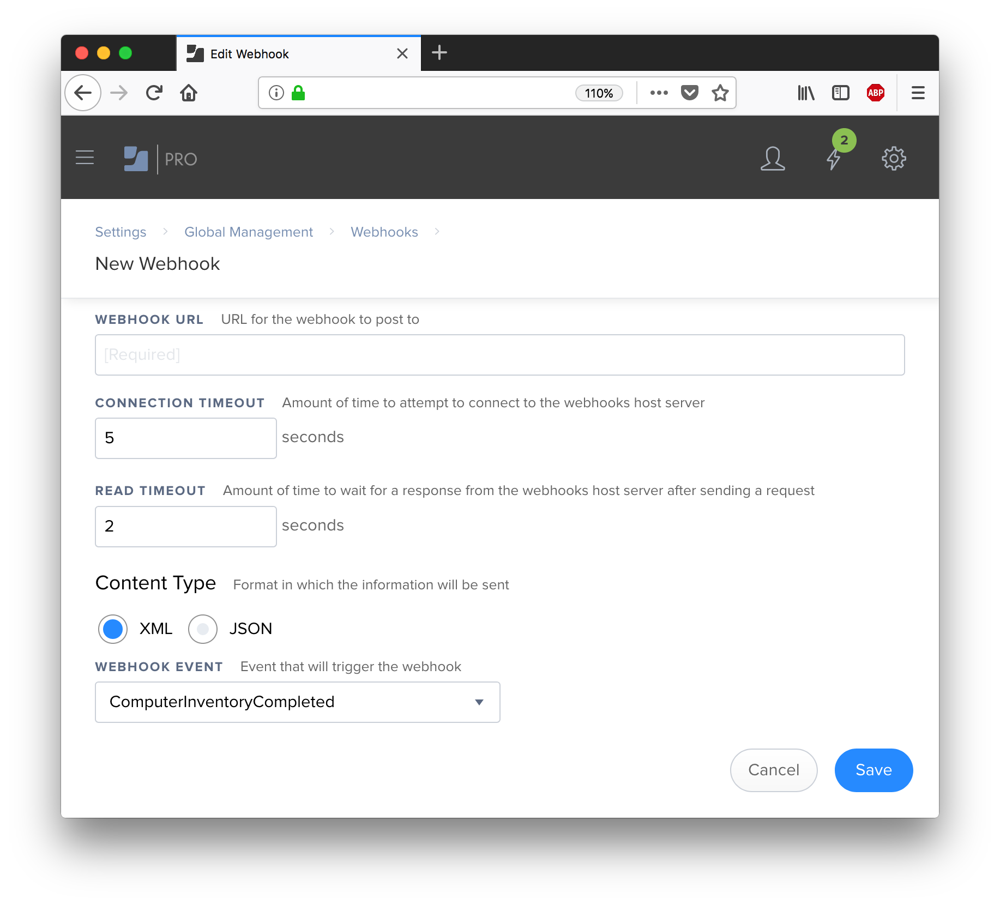 Edit Webhook
110%
ABP
PRO
2
Settings > Global Management > Webhooks >
New Webhook
WEBHOOK URL URL for the webhook to post to
[Required]
CONNECTION TIMEOUT Amount of time to attempt to connect to the webhooks host server
5 seconds
READ TIMEOUT Amount of time to wait for a response from the webhooks host server after sending a request
2 seconds
Content Type Format in which the information will be sent
XML JSON
WEBHOOK EVENT Event that will trigger the webhook
ComputerInventoryCompleted
Cancel Save